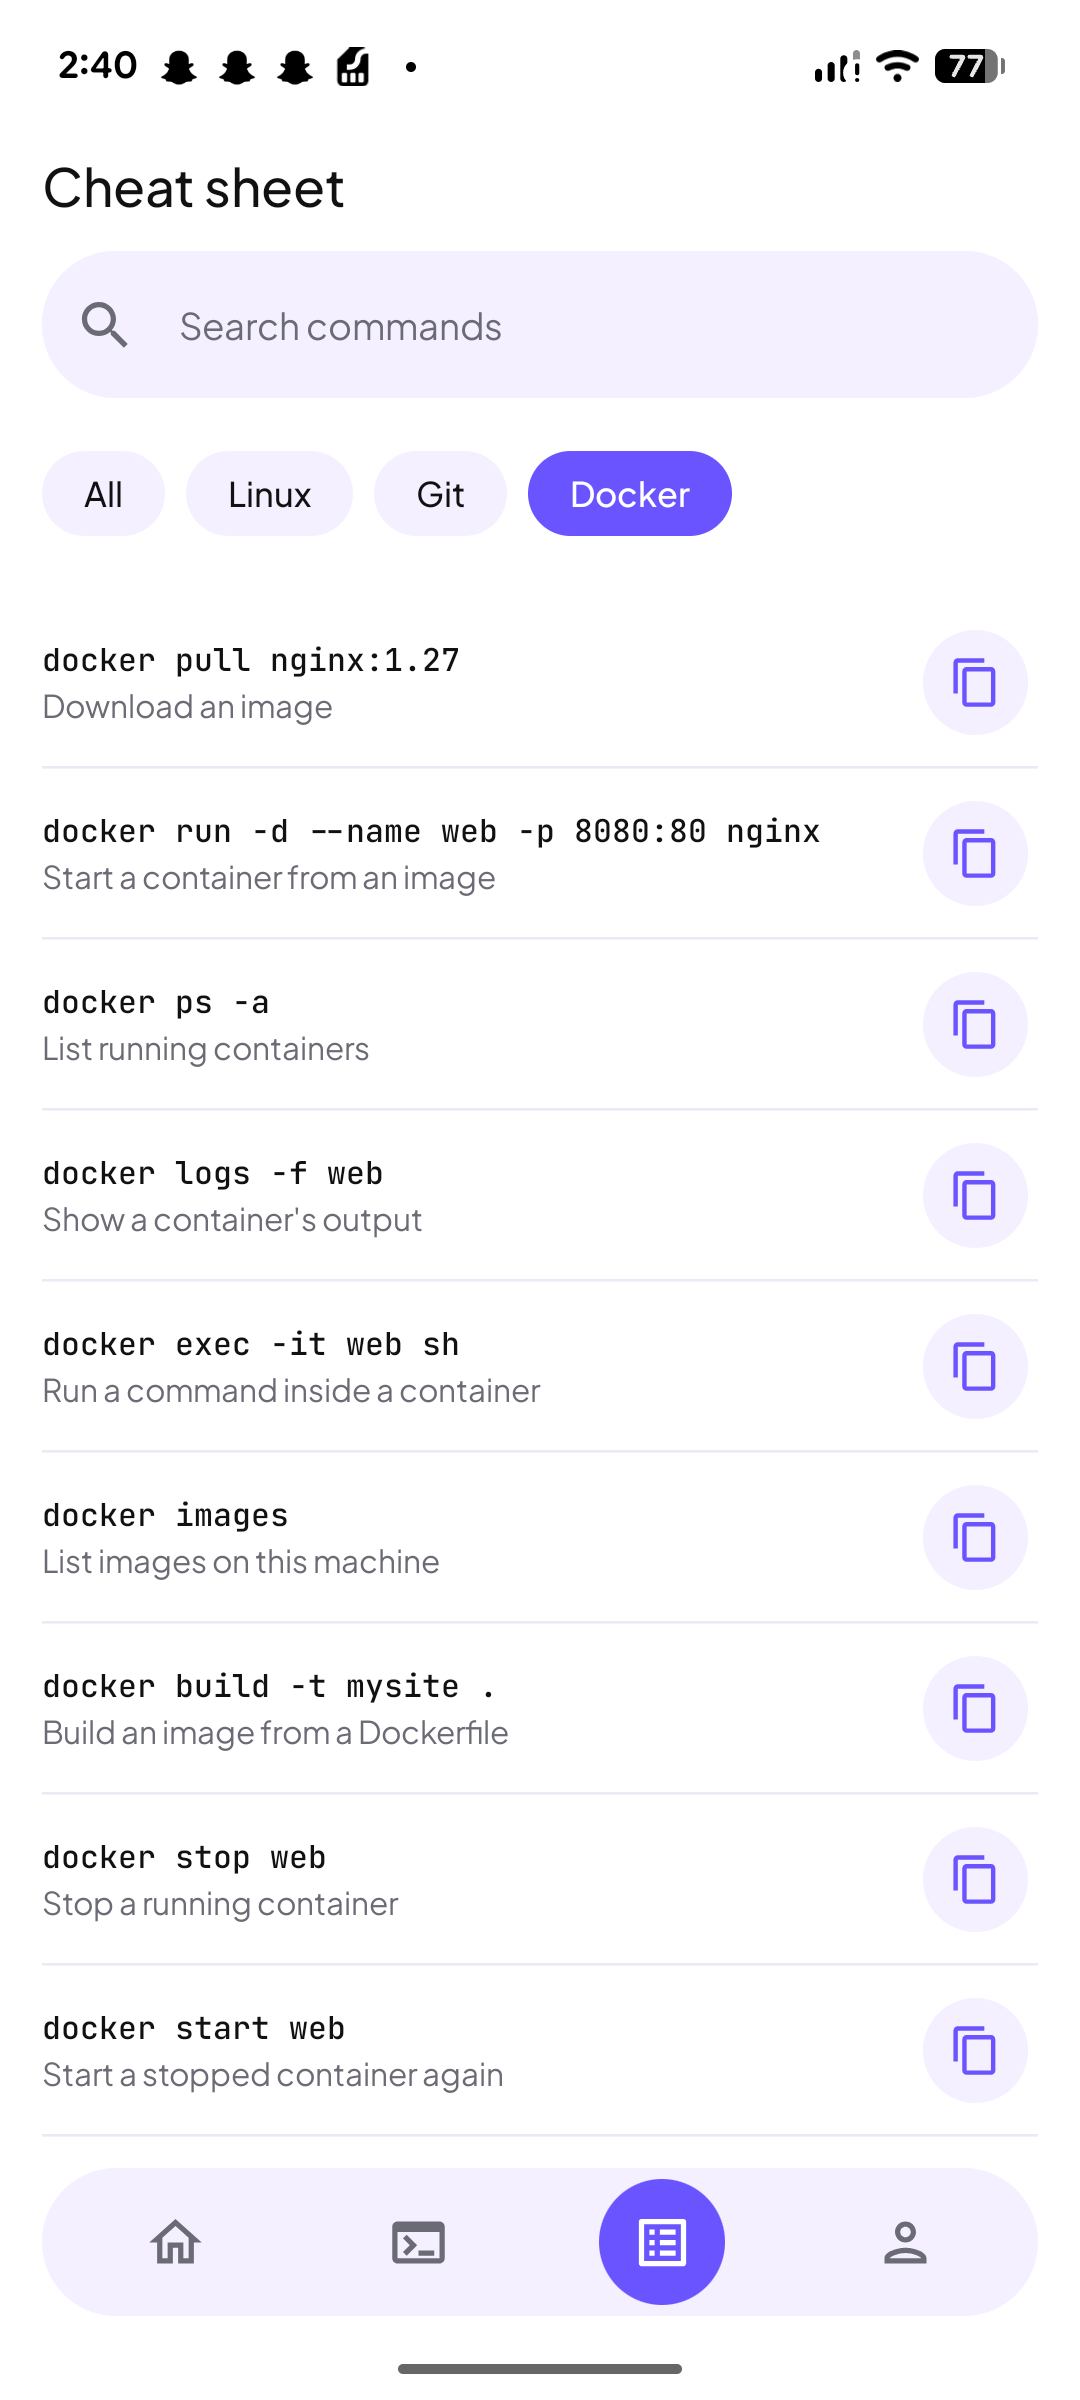 2:40
77
Cheat sheet
Search commands
All Linux Git Docker
docker pull nginx:1.27
Download an image
docker run -d --name web -p 8080:80 nginx
Start a container from an image
docker ps -a
List running containers
docker logs -f web
Show a container's output
docker exec -it web sh
Run a command inside a container
docker images
List images on this machine
docker build -t mysite .
Build an image from a Dockerfile
docker stop web
Stop a running container
docker start web
Start a stopped container again